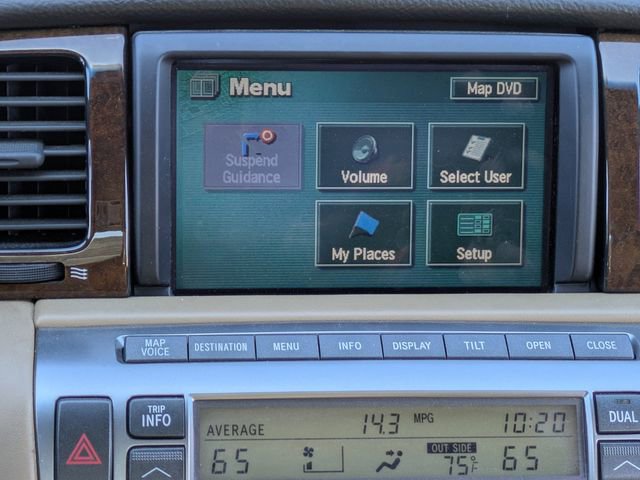 Menu
Map DVD
Suspend
Guidance
Volume
Select User
My Places
Setup
MAP
VOICE
DESTINATION
MENU
INFO
DISPLAY
TILT
OPEN
CLOSE
TRIP
INFO
AVERAGE 14.3 MPG 10:20
65
OUT SIDE
75°F
65
DUAL